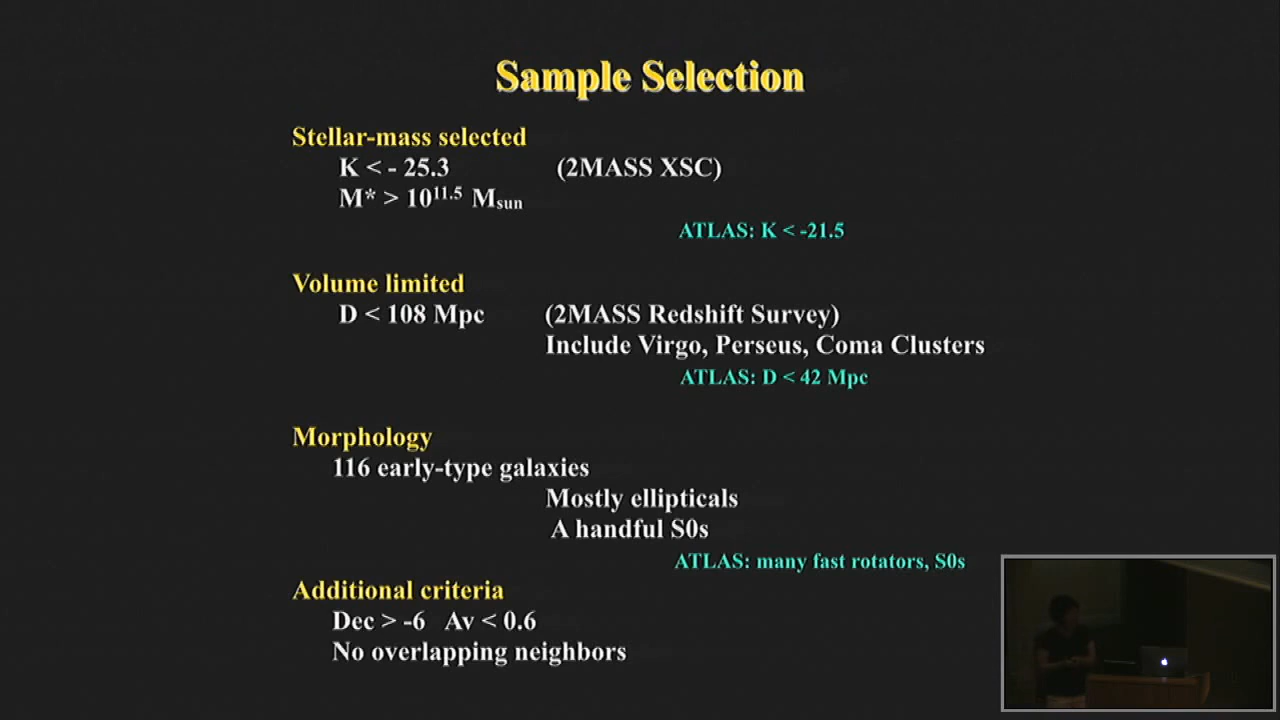 Sample Selection
Stellar-mass selected
K < - 25.3 (2MASS XSC)
M* > 10^11.5 Msun
ATLAS: K < -21.5
Volume limited
D < 108 Mpc (2MASS Redshift Survey)
Include Virgo, Perseus, Coma Clusters
ATLAS: D < 42 Mpc
Morphology
116 early-type galaxies
Mostly ellipticals
A handful S0s
ATLAS: many fast rotators, S0s
Additional criteria
Dec > -6 Av < 0.6
No overlapping neighbors